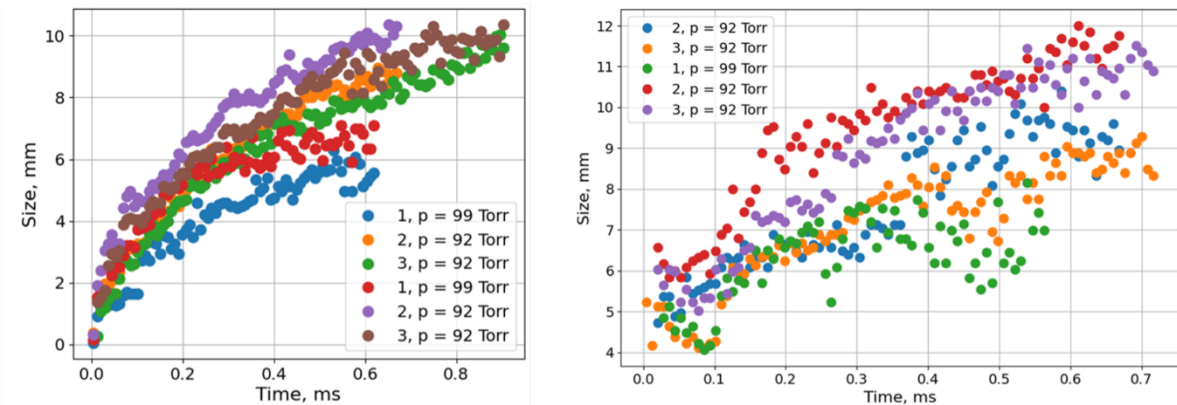 10
8
6
4
2
0
Size, mm
1, p = 99 Torr
2, p = 92 Torr
3, p = 92 Torr
1, p = 99 Torr
2, p = 92 Torr
3, p = 92 Torr
0.0 0.2 0.4 0.6 0.8
Time, ms
2, p = 92 Torr
3, p = 92 Torr
1, p = 99 Torr
2, p = 92 Torr
3, p = 92 Torr
12
11
10
9
8
7
6
5
4
Size, mm
0.0 0.1 0.2 0.3 0.4 0.5 0.6 0.7
Time, ms